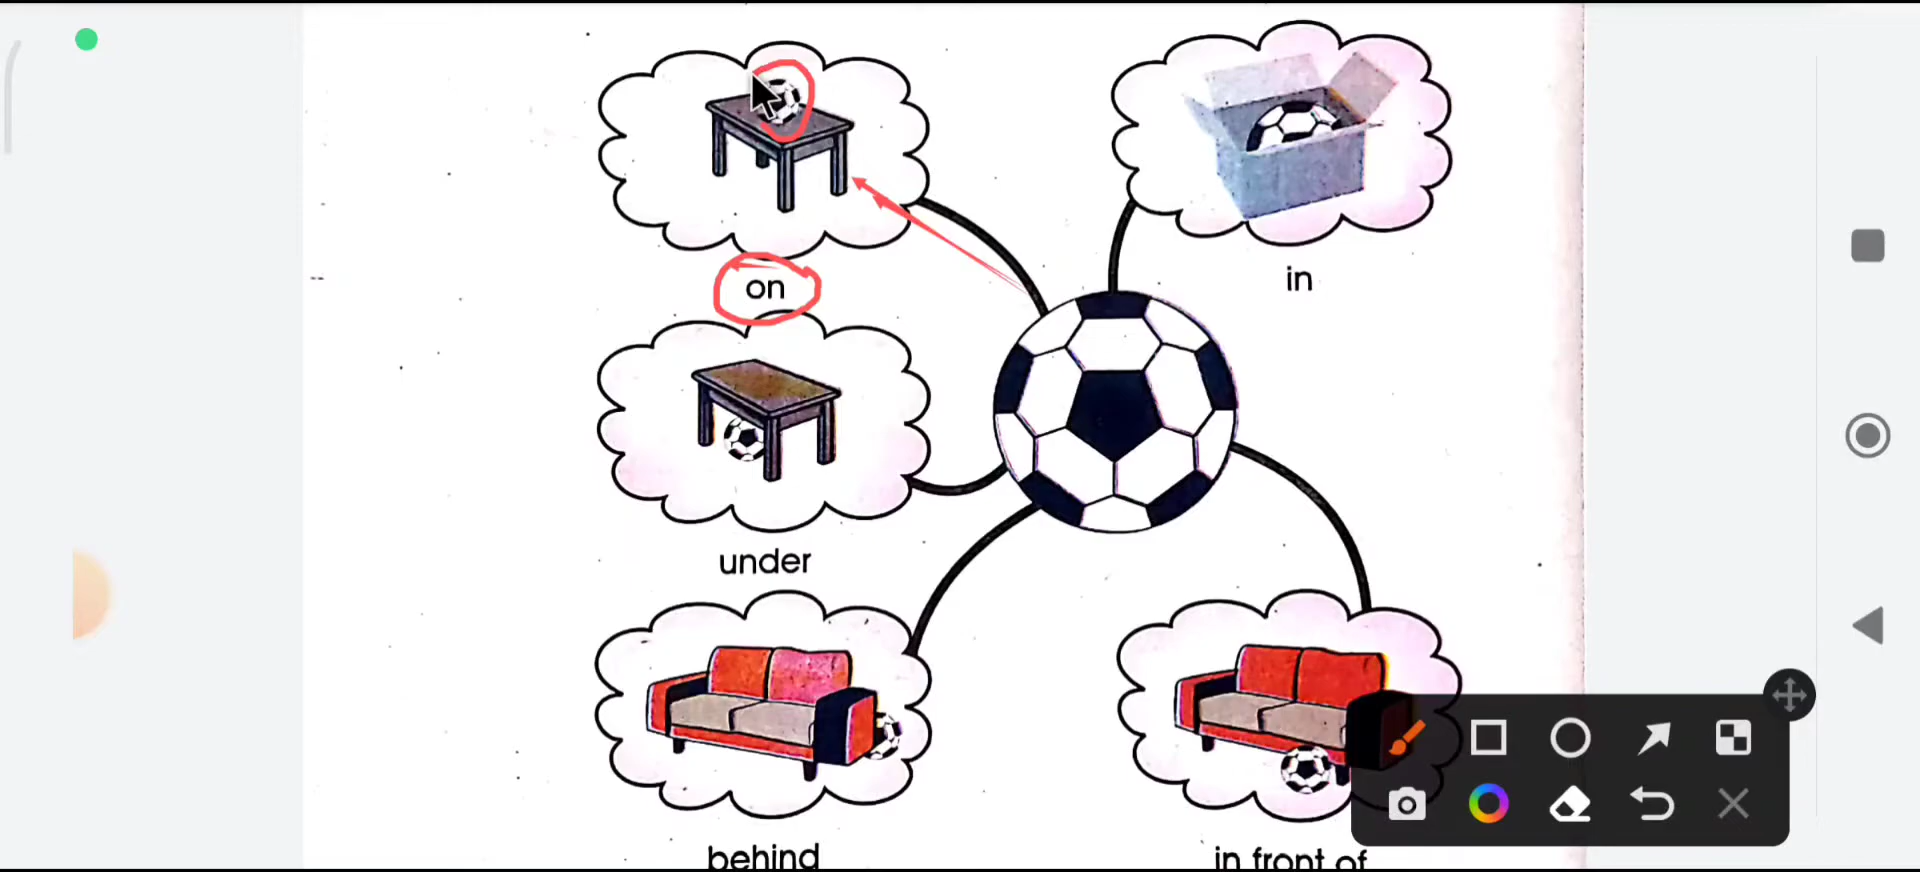 on
in
under
behind
in front of